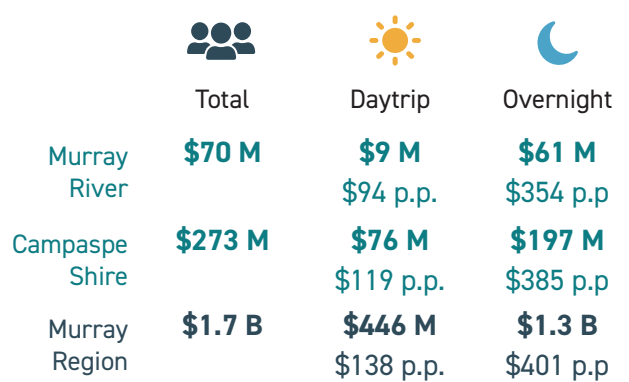 Total Daytrip Overnight
Murray River $70 M $9 M $61 M
$94 p.p. $354 p.p
Campaspe Shire $273 M $76 M $197 M
$119 p.p. $385 p.p
Murray Region $1.7 B $446 M $1.3 B
$138 p.p. $401 p.p